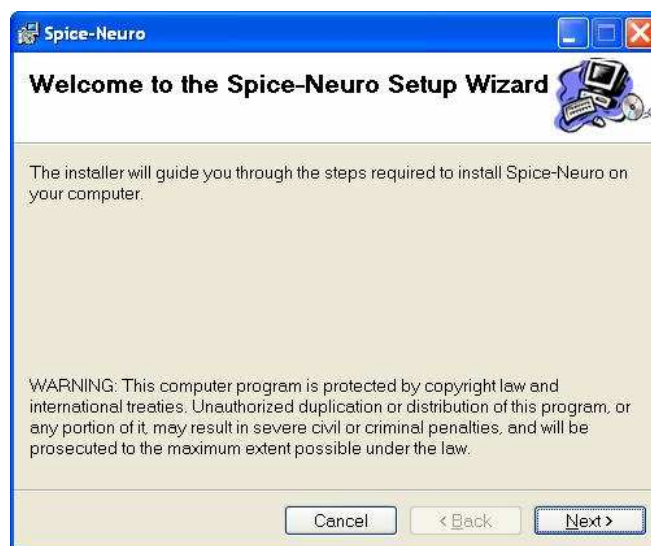 Spice-Neuro
Welcome to the Spice-Neuro Setup Wizard
The installer will guide you through the steps required to install Spice-Neuro on
your computer.
WARNING: This computer program is protected by copyright law and
international treaties. Unauthorized duplication or distribution of this program, or
any portion of it, may result in severe civil or criminal penalties, and will be
prosecuted to the maximum extent possible under the law.
Cancel
< Back
Next >